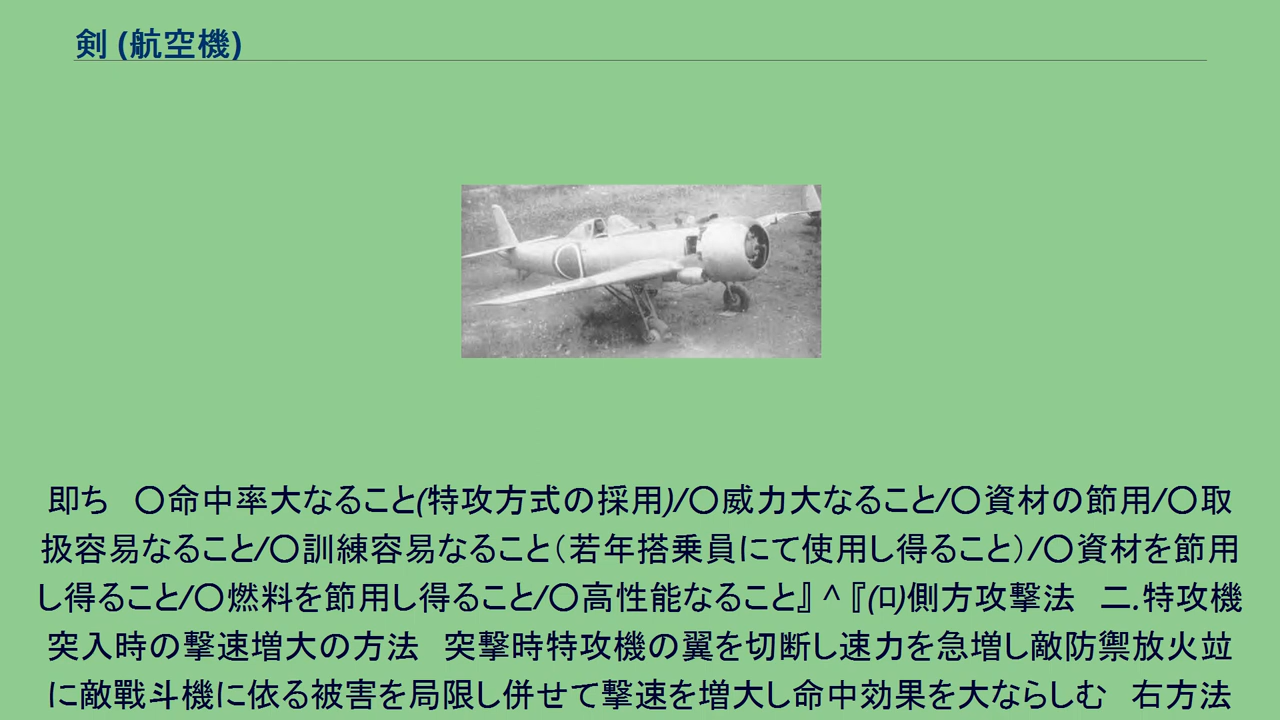 剣 (航空機)
即ち　〇命中率大なること(特攻方式の採用)/〇威力大なること/〇資材の節用/〇取
扱容易なること/〇訓練容易なること（若年搭乗員にて使用し得ること）/〇資材を節用
し得ること/〇燃料を節用し得ること/〇高性能なること』^『(ロ)側方攻撃法　二.特攻機
突入時の撃速増大の方法　突撃時特攻機の翼を切断し速力を急増し敵防禦放火竝
に敵戰斗機に依る被害を局限し併せて撃速を増大し命中効果を大ならしむ　右方法